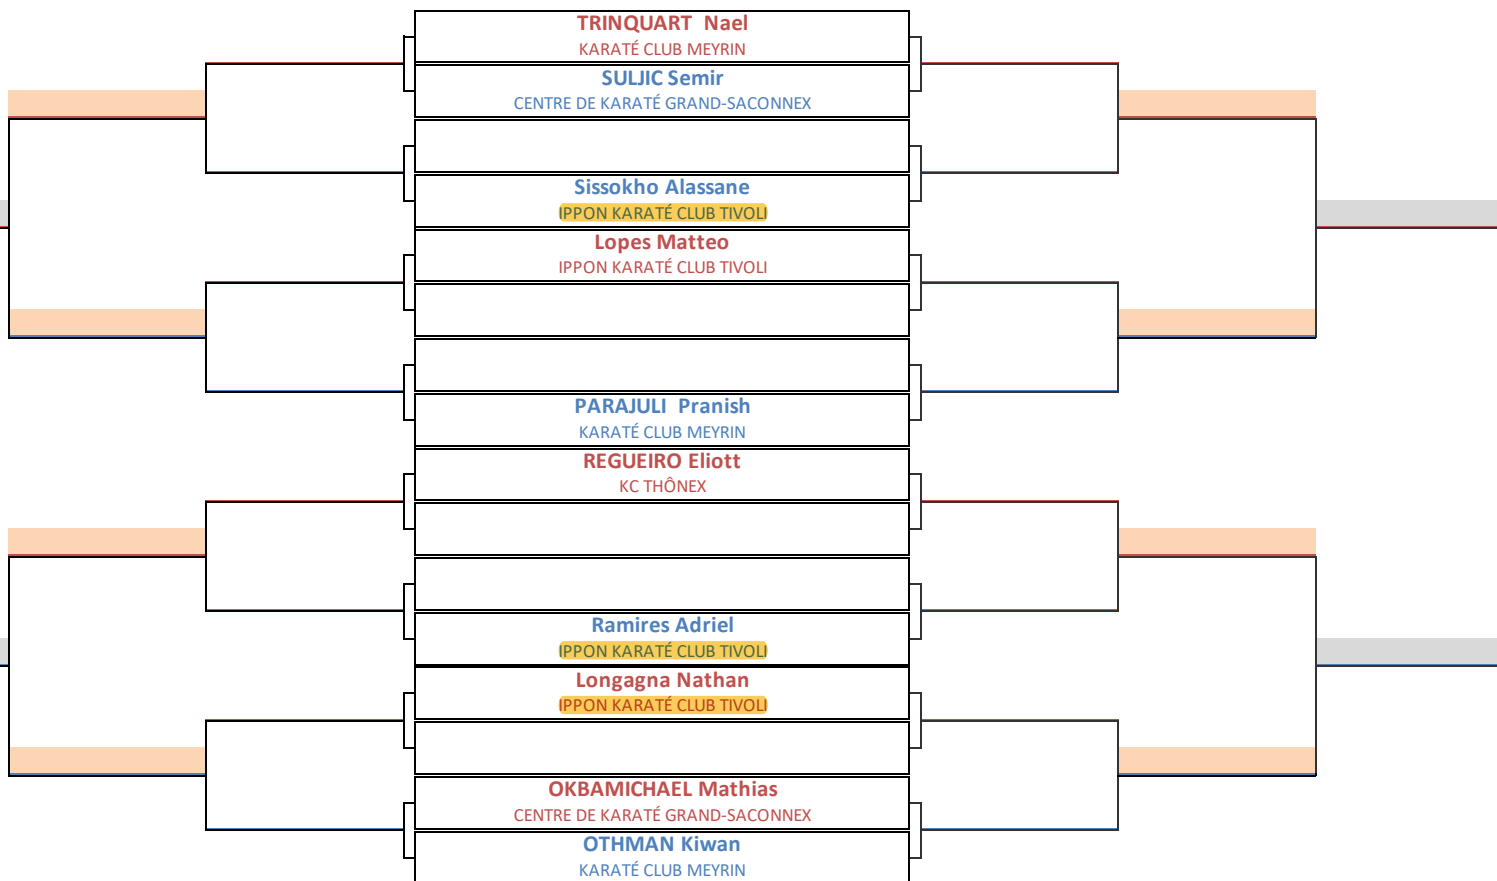 TRINQUART  Nael
KARATÉ CLUB MEYRIN
SULJIC Semir
CENTRE DE KARATÉ GRAND-SACONNEX
Sissokho Alassane
IPPON KARATÉ CLUB TIVOLI
Lopes Matteo
IPPON KARATÉ CLUB TIVOLI
PARAJULI  Pranish
KARATÉ CLUB MEYRIN
REGUEIRO Eliott
KC THÔNEX
Ramires Adriel
IPPON KARATÉ CLUB TIVOLI
Longagna Nathan
IPPON KARATÉ CLUB TIVOLI
OKBAMICHAEL Mathias
CENTRE DE KARATÉ GRAND-SACONNEX
OTHMAN Kiwan
KARATÉ CLUB MEYRIN